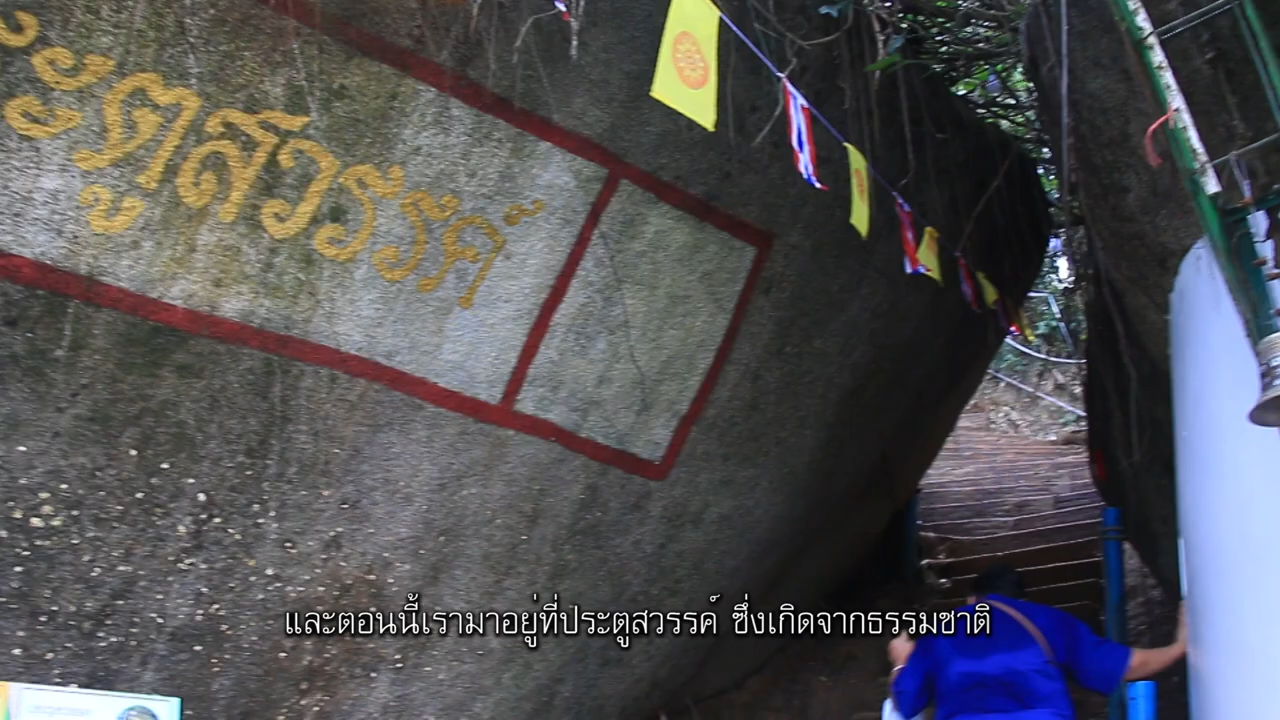 ะตูสวรรค์
และตอนนี้เรามาอยู่ที่ประตูสวรรค์ ซึ่งเกิดจากธรรมชาติ